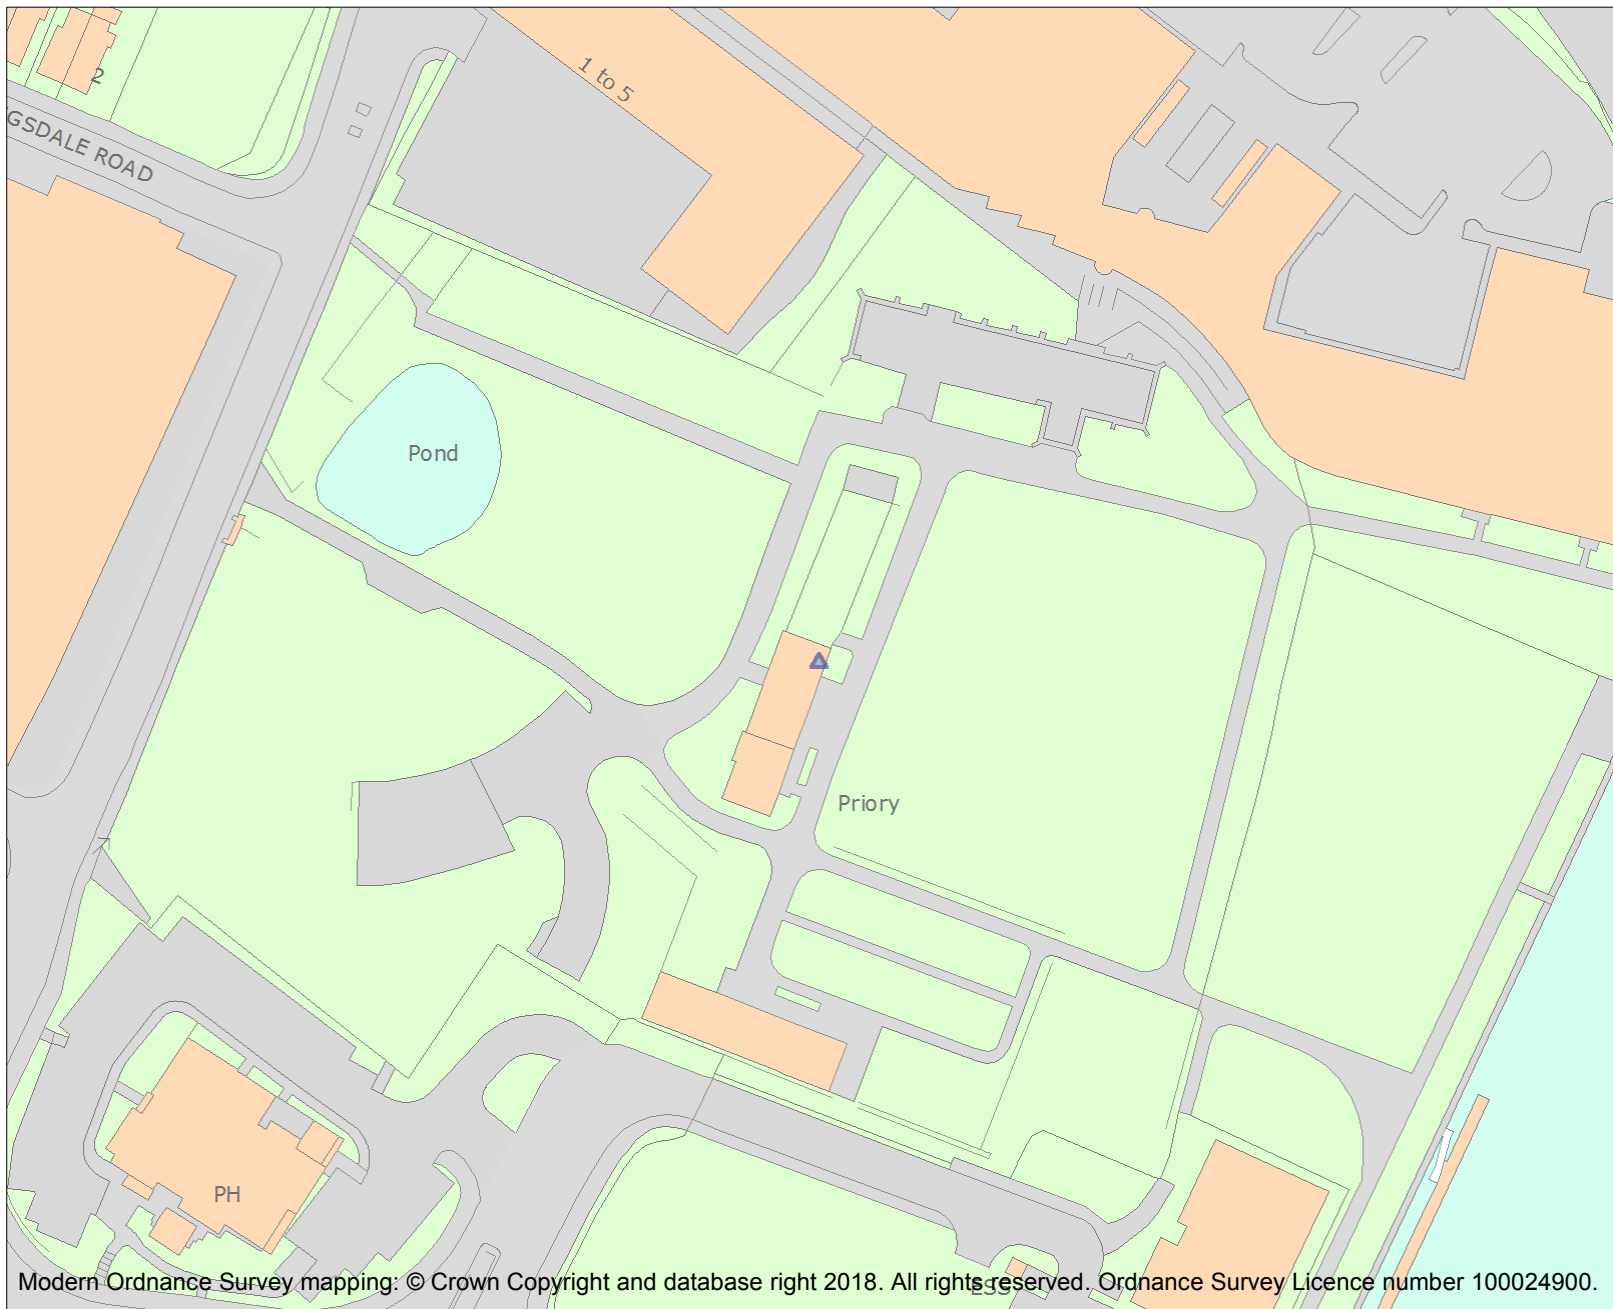 2
1 to 5
GSDALE ROAD
Pond
Priory
PH
ESS
Modern Ordnance Survey mapping: © Crown Copyright and database right 2018. All rights reserved. Ordnance Survey Licence number 100024900.